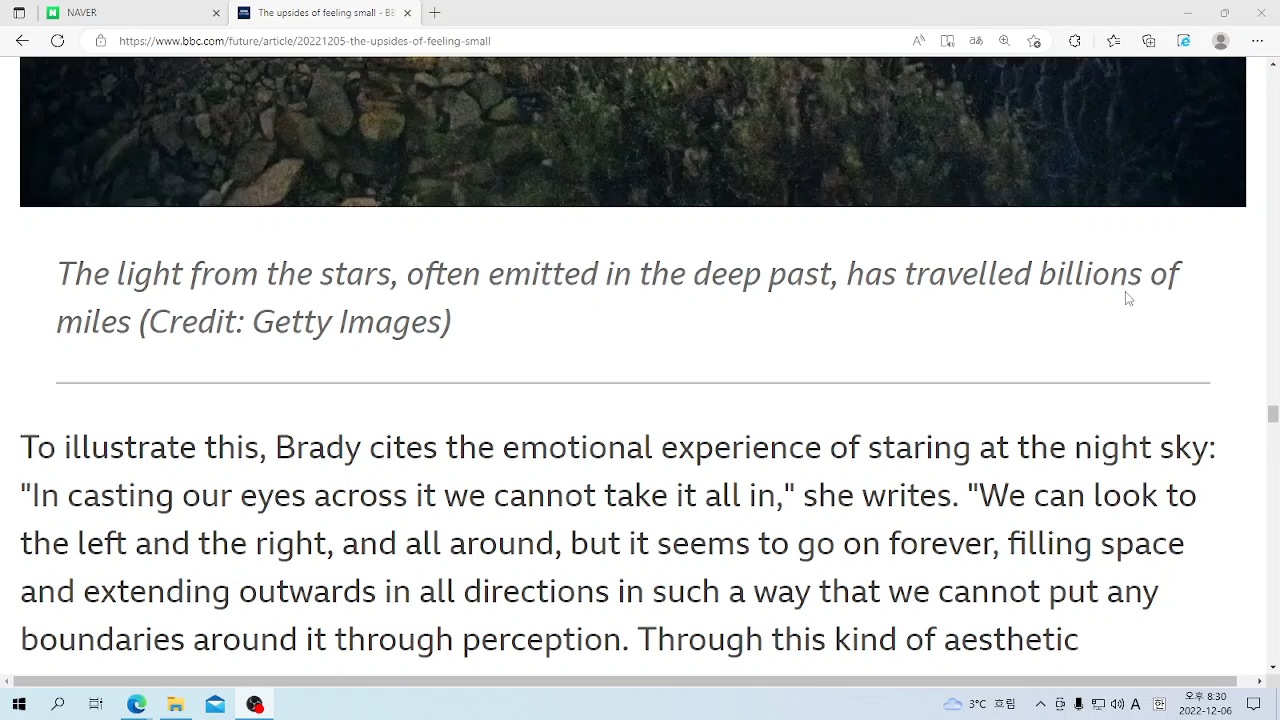 NAVER
The upsides of feeling small - BB
https://www.bbc.com/future/article/20221205-the-upsides-of-feeling-small
The light from the stars, often emitted in the deep past, has travelled billions of
miles (Credit: Getty Images)
To illustrate this, Brady cites the emotional experience of staring at the night sky:
"In casting our eyes across it we cannot take it all in," she writes. "We can look to
the left and the right, and all around, but it seems to go on forever, filling space
and extending outwards in all directions in such a way that we cannot put any
boundaries around it through perception. Through this kind of aesthetic
3°C 흐림
A
오후 8:30
2022-12-06